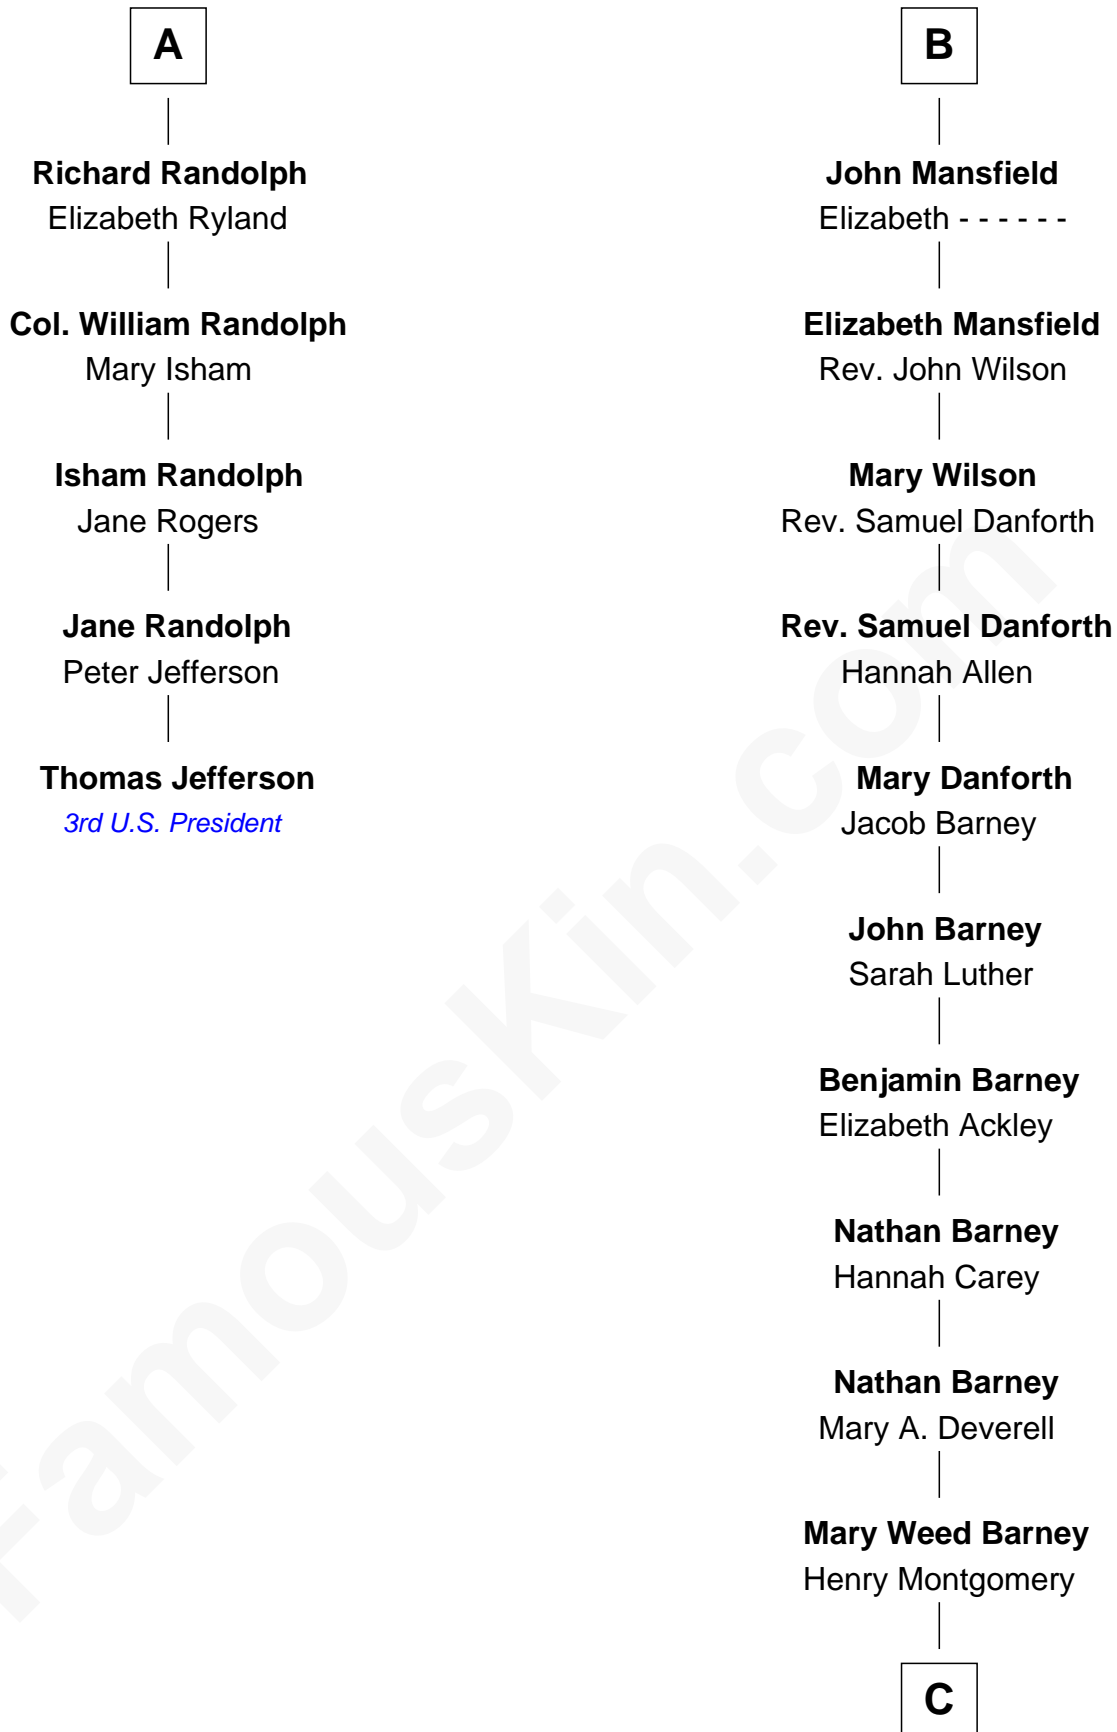 A
Richard Randolph
Elizabeth Ryland
Col. William Randolph
Mary Isham
Isham Randolph
Jane Rogers
Jane Randolph
Peter Jefferson
Thomas Jefferson
3rd U.S. President
B
John Mansfield
Elizabeth - - - - - -
Elizabeth Mansfield
Rev. John Wilson
Mary Wilson
Rev. Samuel Danforth
Rev. Samuel Danforth
Hannah Allen
Mary Danforth
Jacob Barney
John Barney
Sarah Luther
Benjamin Barney
Elizabeth Ackley
Nathan Barney
Hannah Carey
Nathan Barney
Mary A. Deverell
Mary Weed Barney
Henry Montgomery
C
FamousKin.com